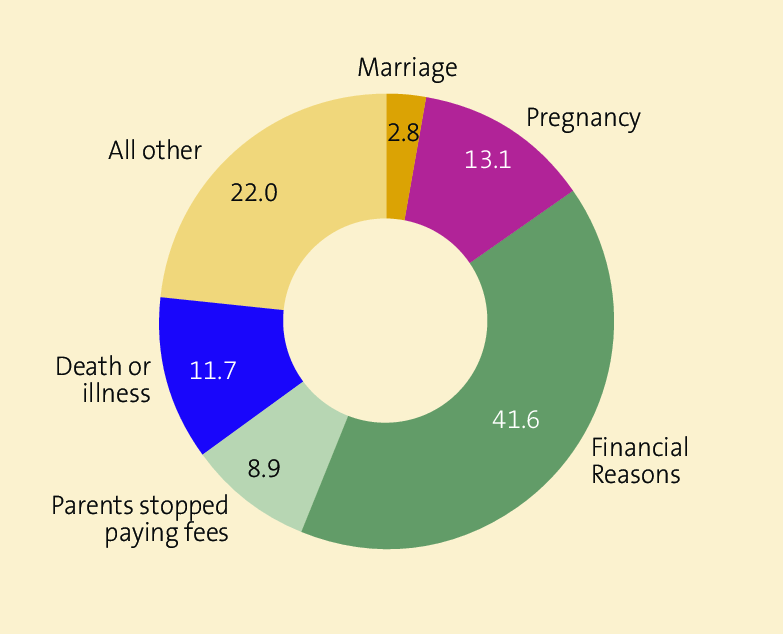 Marriage
2.8
Pregnancy
13.1
All other
22.0
Death or
illness
11.7
41.6
Financial
Reasons
8.9
Parents stopped
paying fees